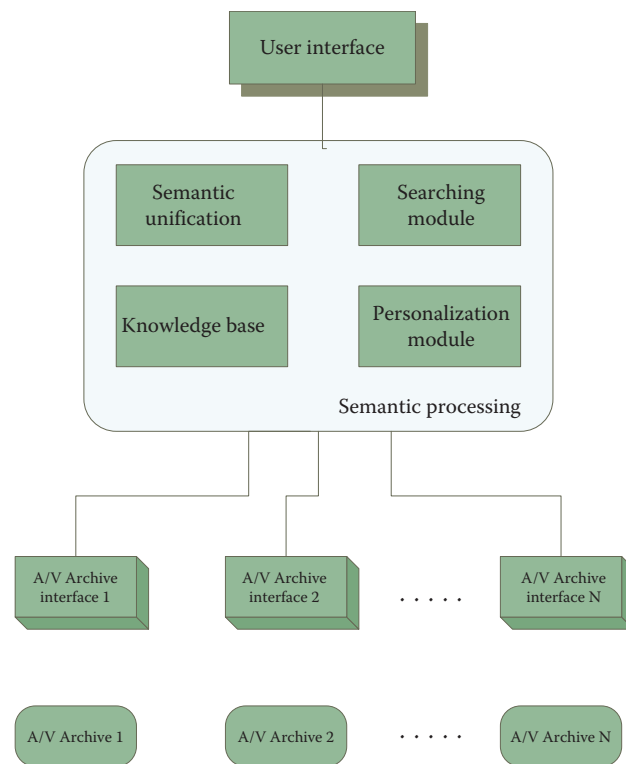 User interface
Semantic
unification
Searching
module
Knowledge base
Personalization
module
Semantic processing
A/V Archive
interface 1
A/V Archive
interface 2
. . . . .
A/V Archive
interface N
A/V Archive 1
A/V Archive 2
. . . . .
A/V Archive N